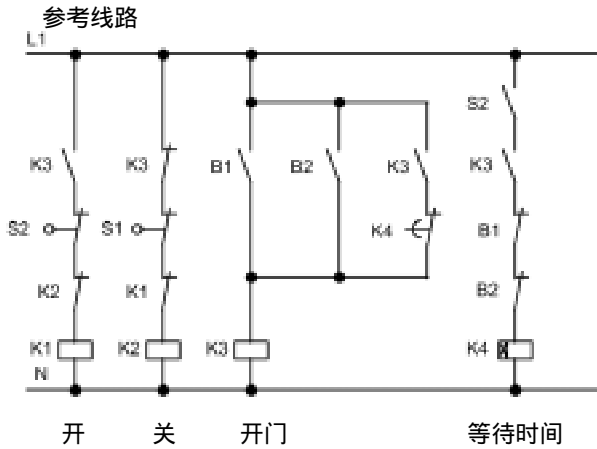 参考线路
L1
S2
K3 K3 B1 B2 K3 K3
S2 S1 K4 B1
K2 K1 B2
K1 K2 K3 K4
N
开 关 开门 等待时间